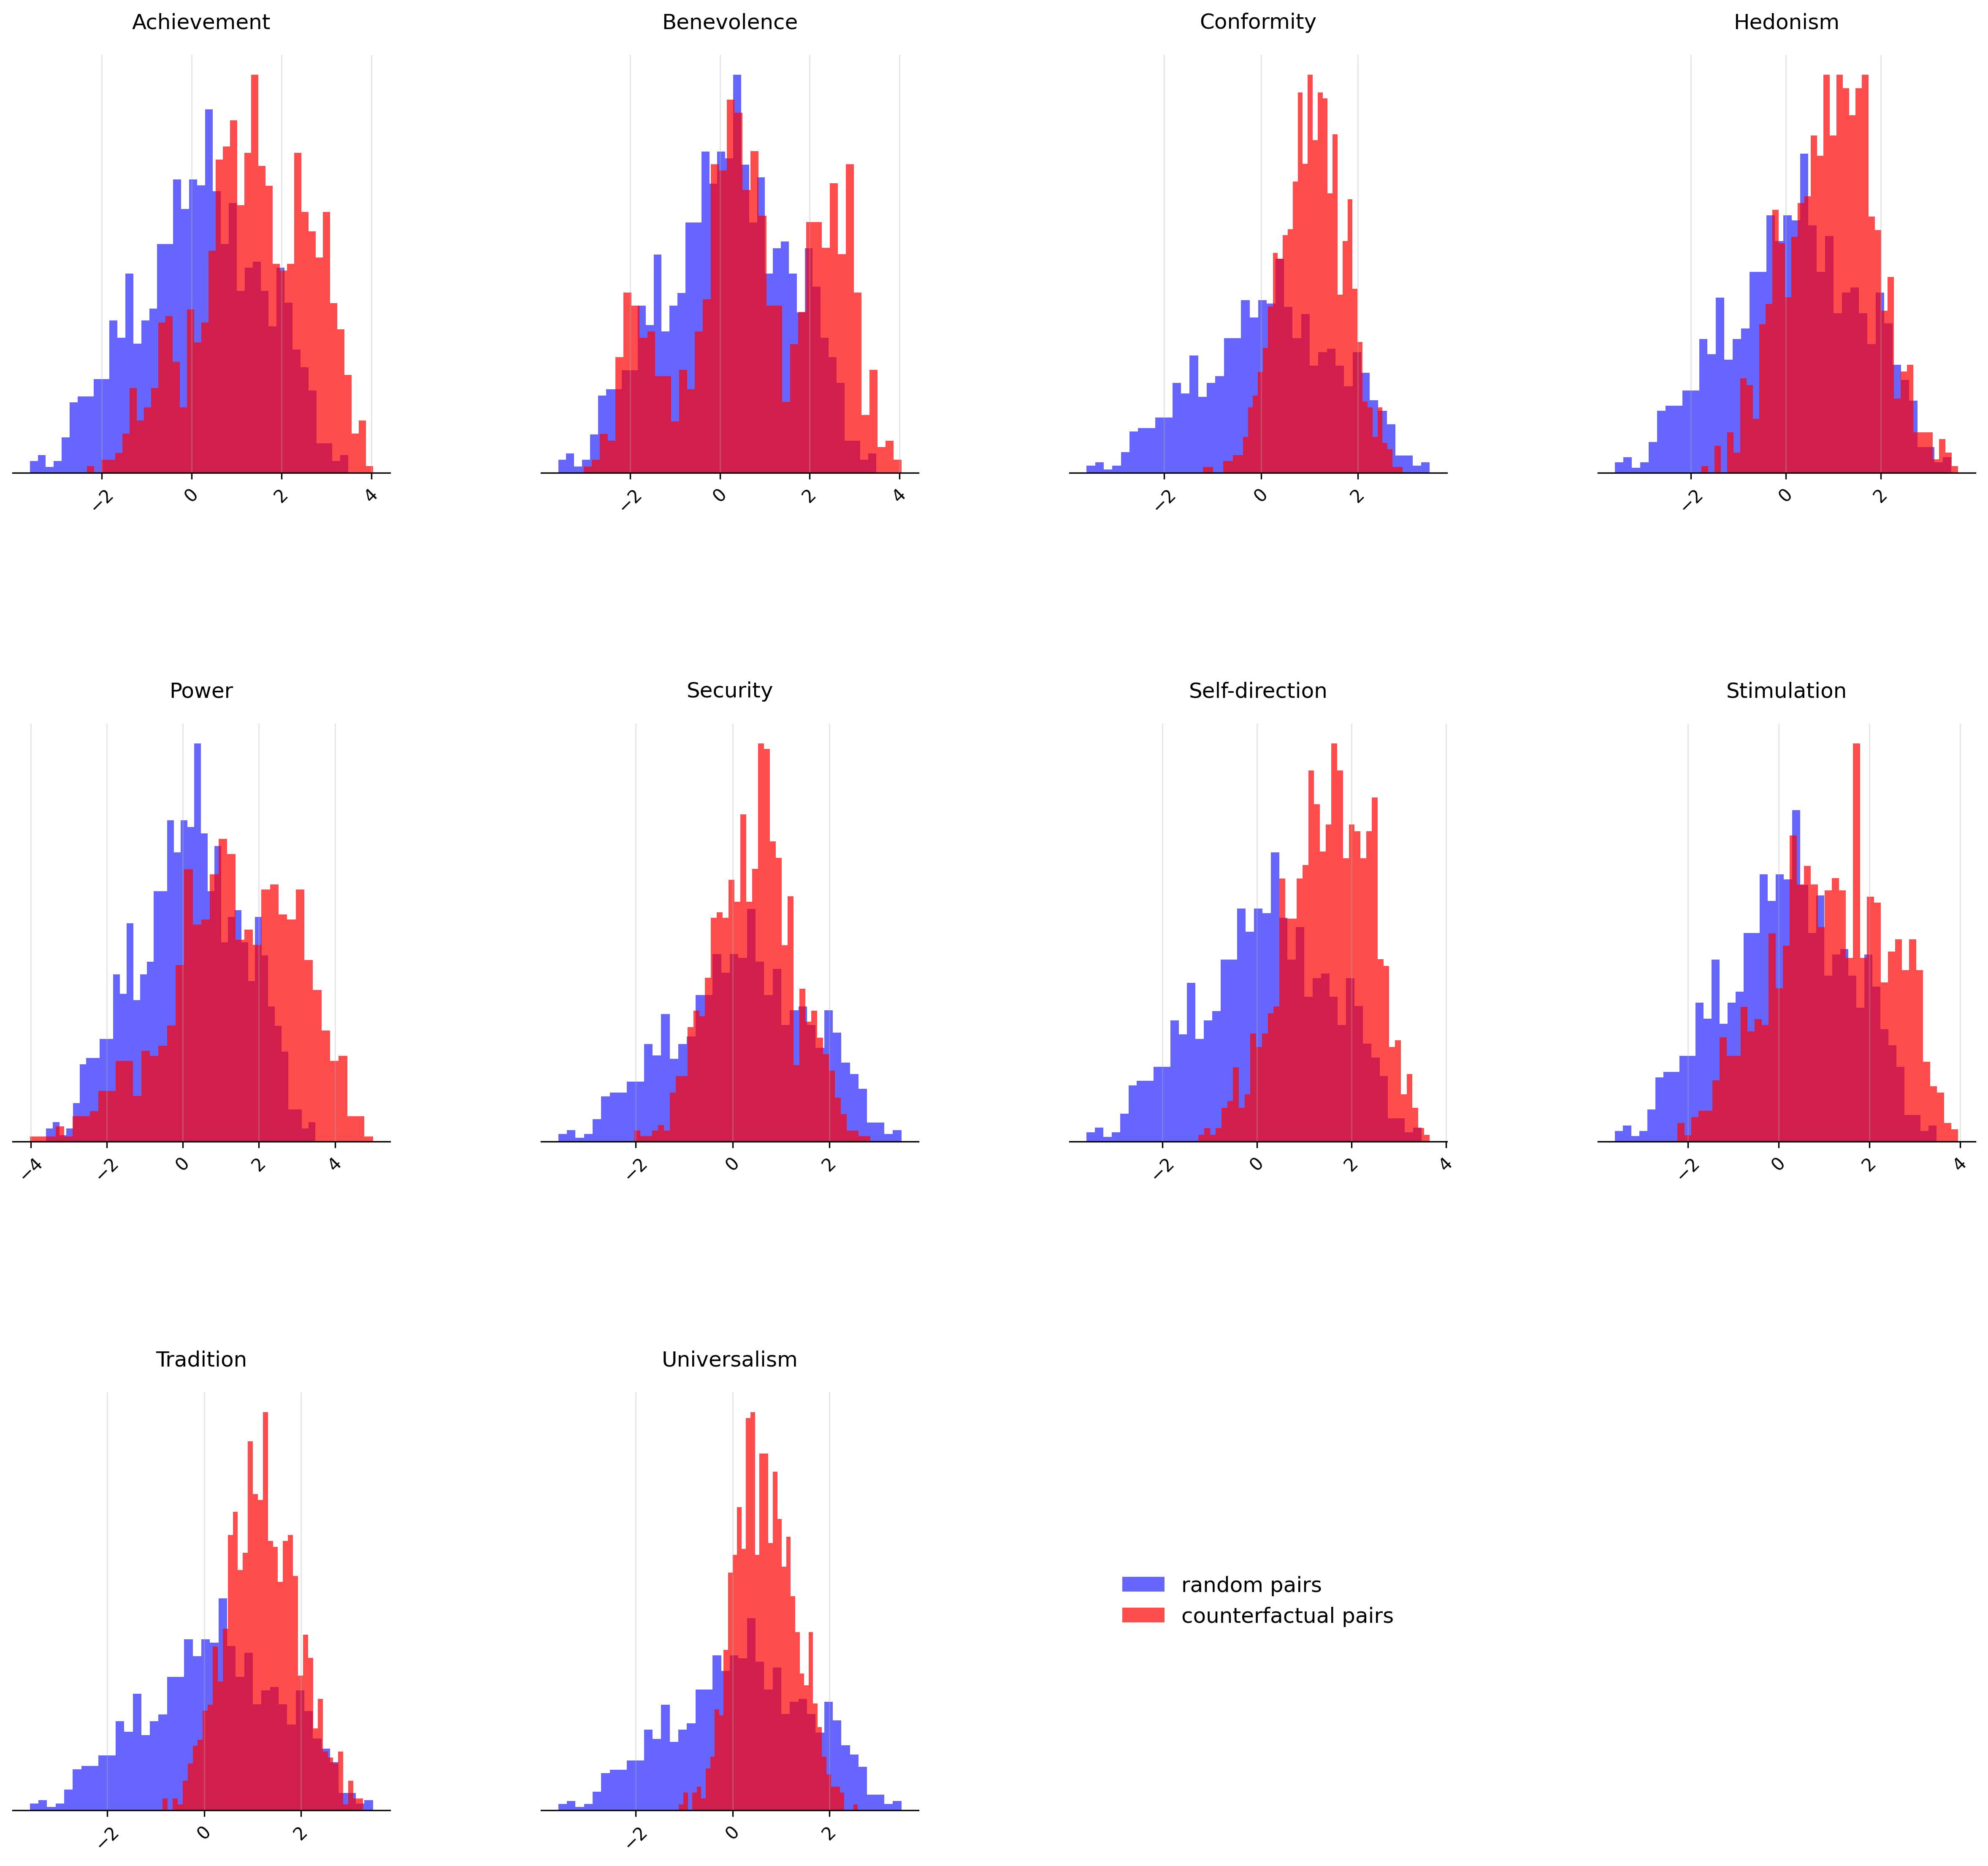 Achievement
Benevolence
Conformity
Hedonism
−2 0 2 4
−2 0 2 4
−2 0 2
−2 0 2
Power
Security
Self-direction
Stimulation
−4 −2 0 2 4
−2 0 2
−2 0 2 4
−2 0 2 4
Tradition
Universalism
random pairs
counterfactual pairs
−2 0 2
−2 0 2